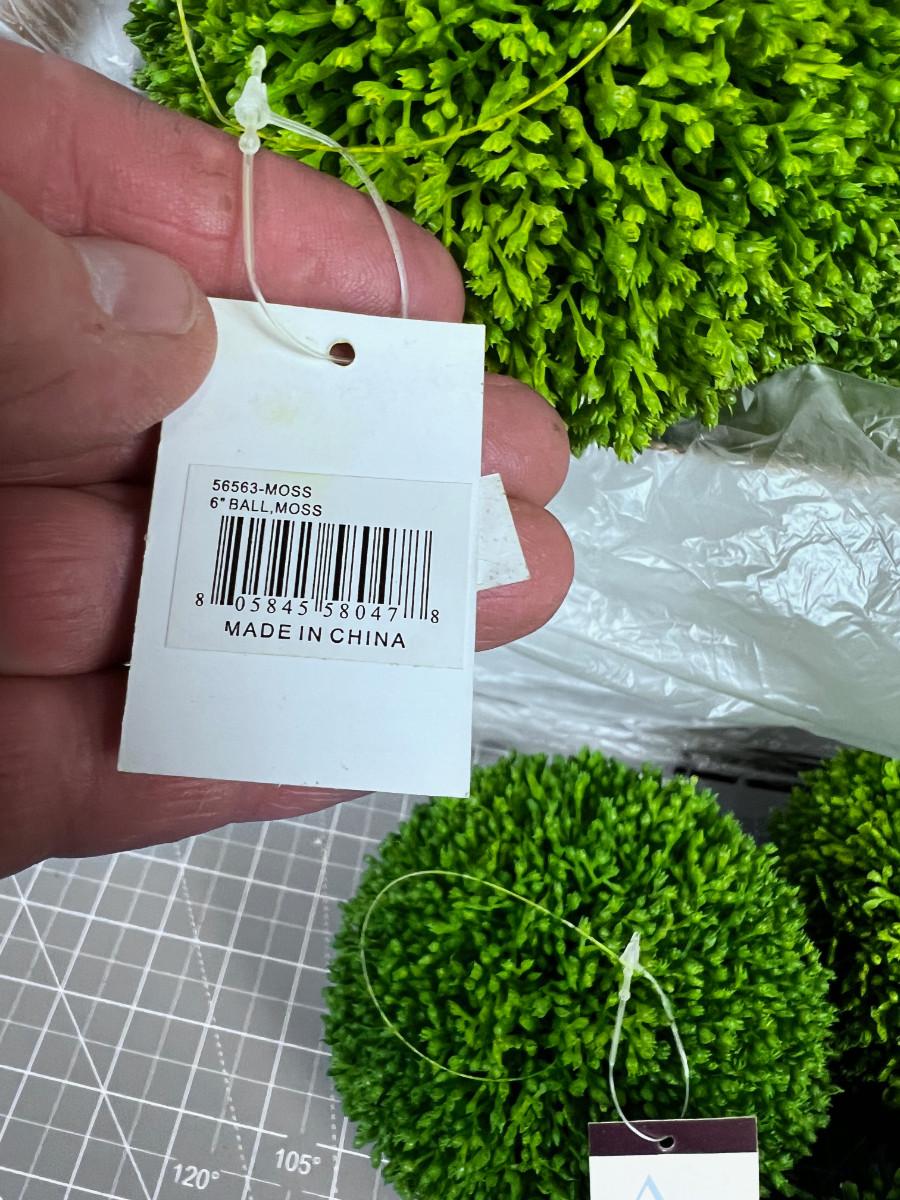 56563-MOSS
6" BALL,MOSS
8 05845 58047 8
MADE IN CHINA
120°
105°